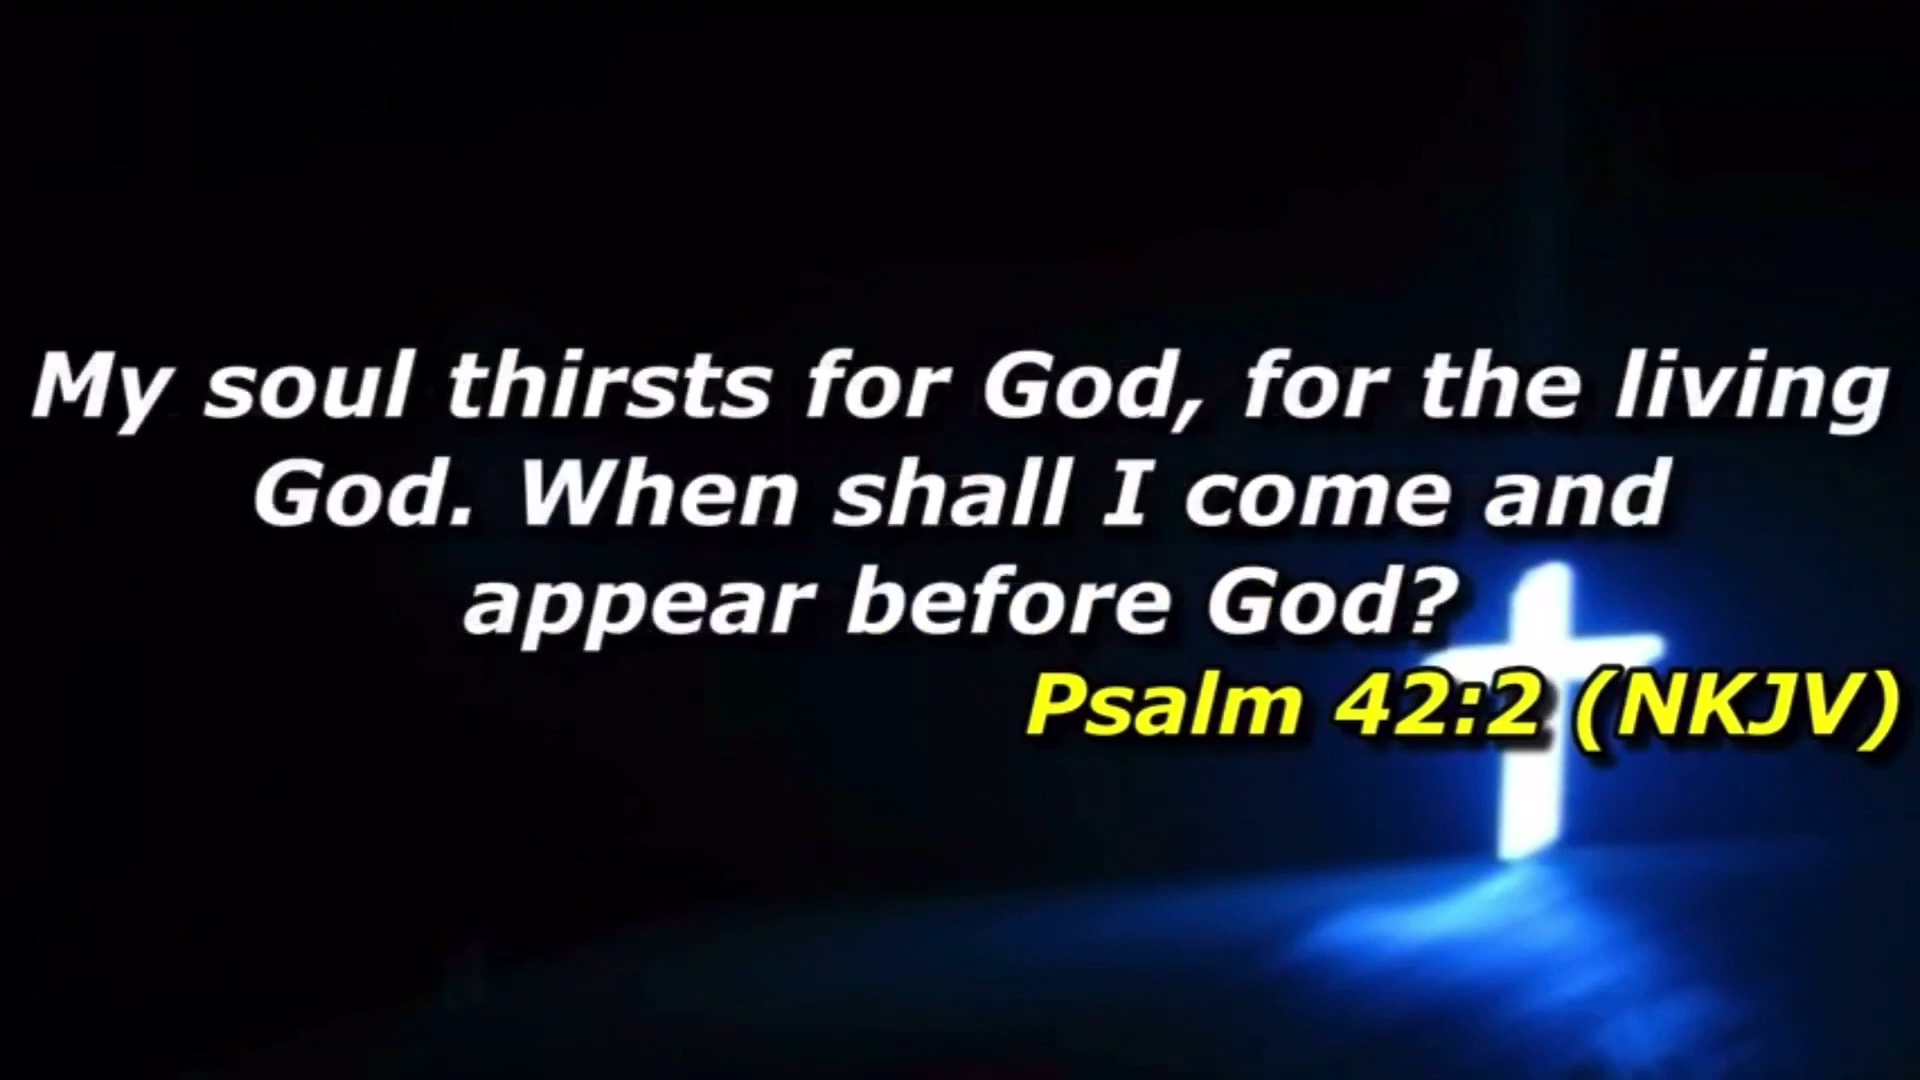 My soul thirsts for God, for the living
God. When shall I come and
appear before God?
Psalm 42:2 (NKJV)